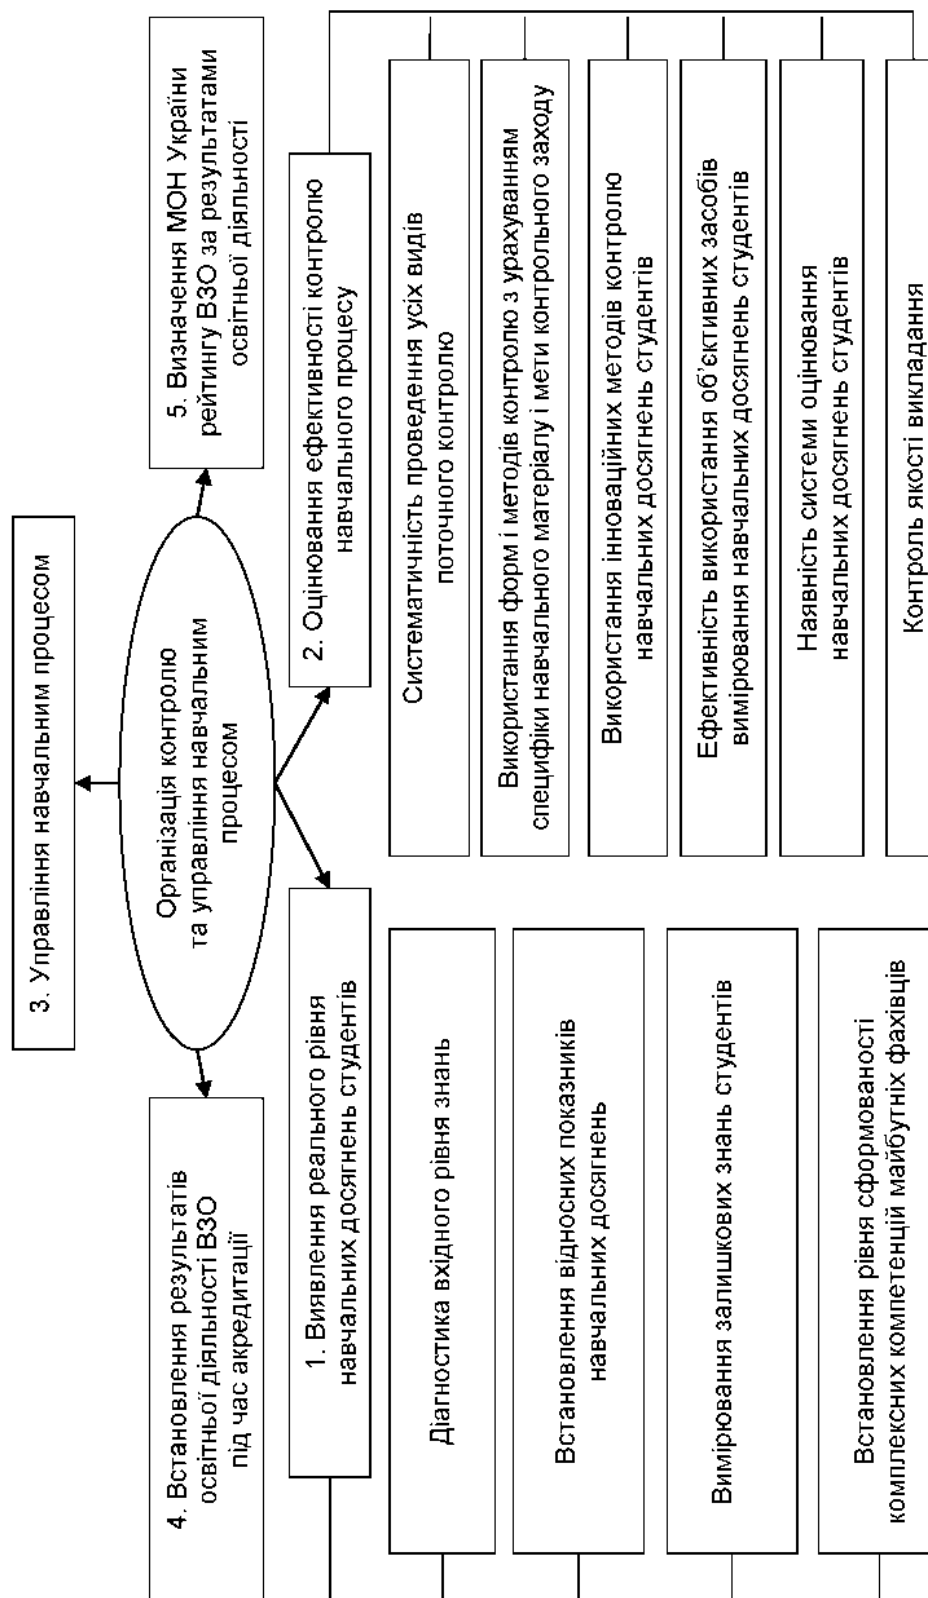 3. Управління навчальним процесом
4. Встановлення результатів
освітньої діяльності ВЗО
під час акредитації
Організація контролю
та управління навчальним
процесом
5. Визначення МОН України
рейтингу ВЗО за результатами
освітньої діяльності
1. Виявлення реального рівня
навчальних досягнень студентів
2. Оцінювання ефективності контролю
навчального процесу
Діагностика вхідного рівня знань
Встановлення відносних показників
навчальних досягнень
Вимірювання залишкових знань студентів
Встановлення рівня сформованості
комплексних компетенцій майбутніх фахівців
Систематичність проведення усіх видів
поточного контролю
Використання форм і методів контролю з урахуванням
специфіки навчального матеріалу і мети контрольного заходу
Використання інноваційних методів контролю
навчальних досягнень студентів
Ефективність використання об'єктивних засобів
вимірювання навчальних досягнень студентів
Наявність системи оцінювання
навчальних досягнень студентів
Контроль якості викладання